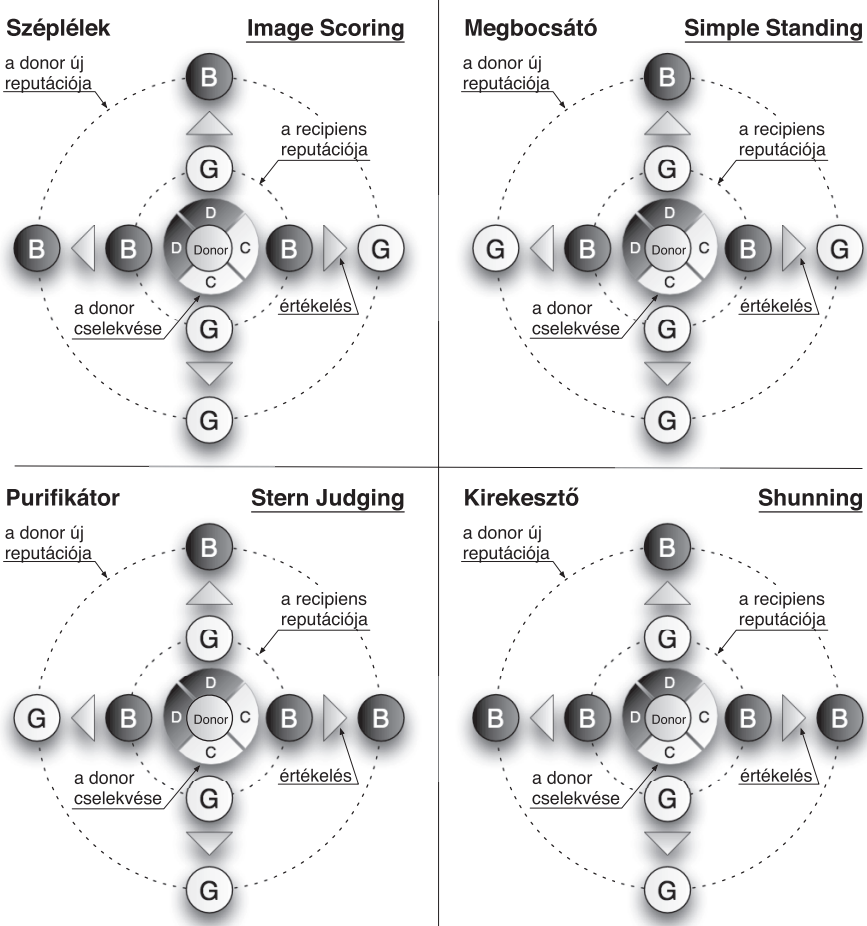 Széplélek
Image Scoring
a donor új
reputációja
B
a recipiens
reputációja
G
D
B
B
D
Donor
C
B
G
C
a donor
cselekvése
értékelés
G
G
Megbocsátó
Simple Standing
a donor új
reputációja
B
a recipiens
reputációja
G
D
G
B
D
Donor
C
B
G
C
a donor
cselekvése
értékelés
G
G
Purifikátor
Stern Judging
a donor új
reputációja
B
a recipiens
reputációja
G
D
G
B
D
Donor
C
B
B
C
a donor
cselekvése
értékelés
G
G
Kirekesztő
Shunning
a donor új
reputációja
B
a recipiens
reputációja
G
D
B
B
D
Donor
C
B
B
C
a donor
cselekvése
értékelés
G
G